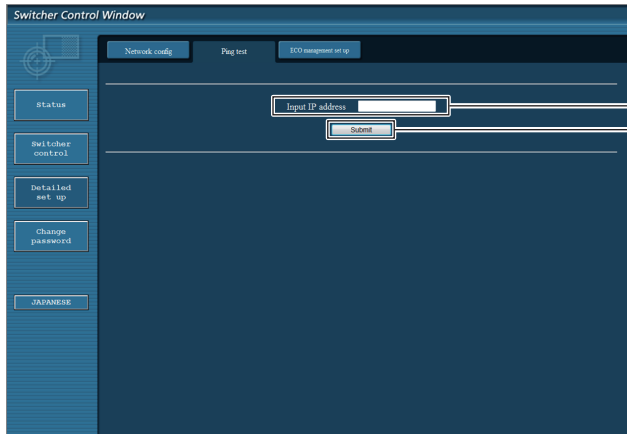 Switcher Control Window
Network config
Ping test
ECO management set up
Status
Input IP address
Submit
Switcher
control
Detailed
set up
Change
password
JAPANESE